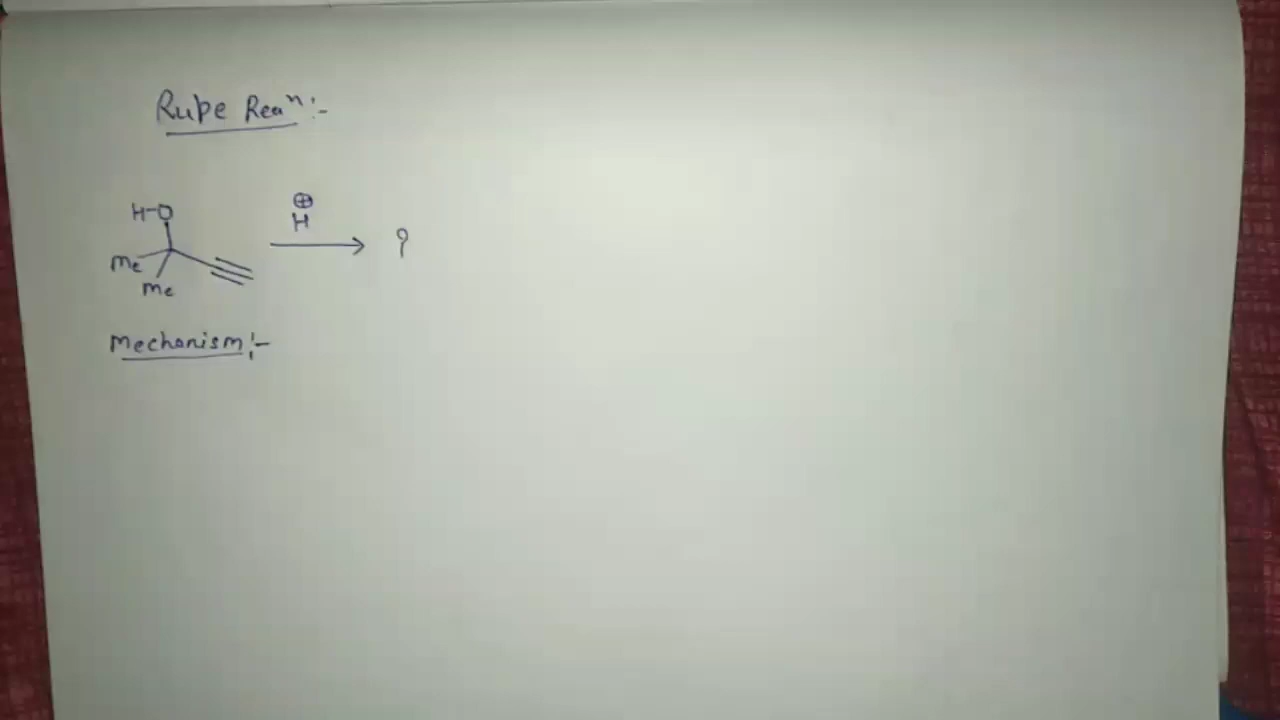 Rupe Reaⁿ:-
⊕
H-O H
Me ?
Me
Mechanism:-